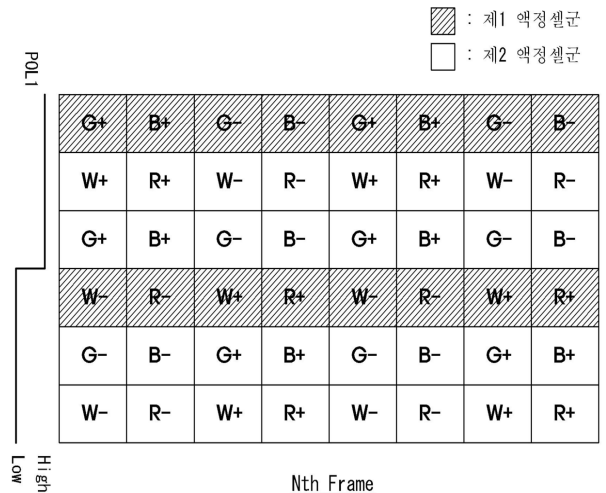 : 제1 액정셀군
: 제2 액정셀군
POL1
G+ B+ G- B- G+ B+ G- B-
W+ R+ W- R- W+ R+ W- R-
G+ B+ G- B- G+ B+ G- B-
W- R- W+ R+ W- R- W+ R+
G- B- G+ B+ G- B- G+ B+
W- R- W+ R+ W- R- W+ R+
High
Low
Nth Frame